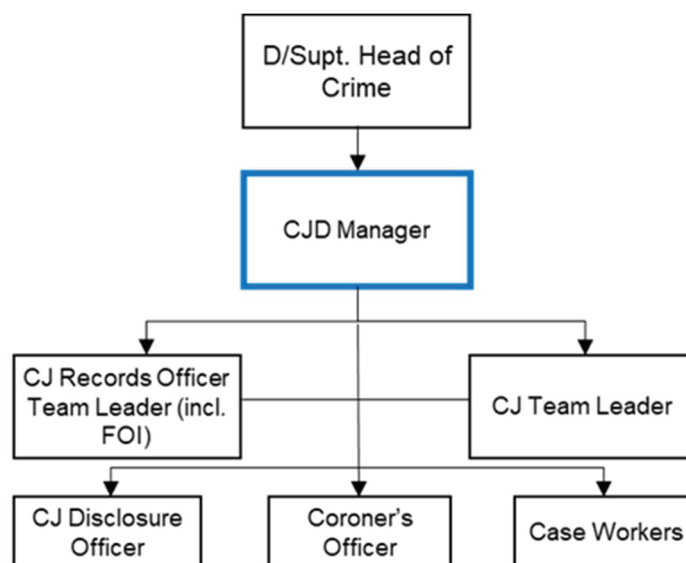 D/Supt. Head of
Crime
CJD Manager
CJ Records Officer
Team Leader (incl.
FOI)
CJ Team Leader
CJ Disclosure
Officer
Coroner's
Officer
Case Workers